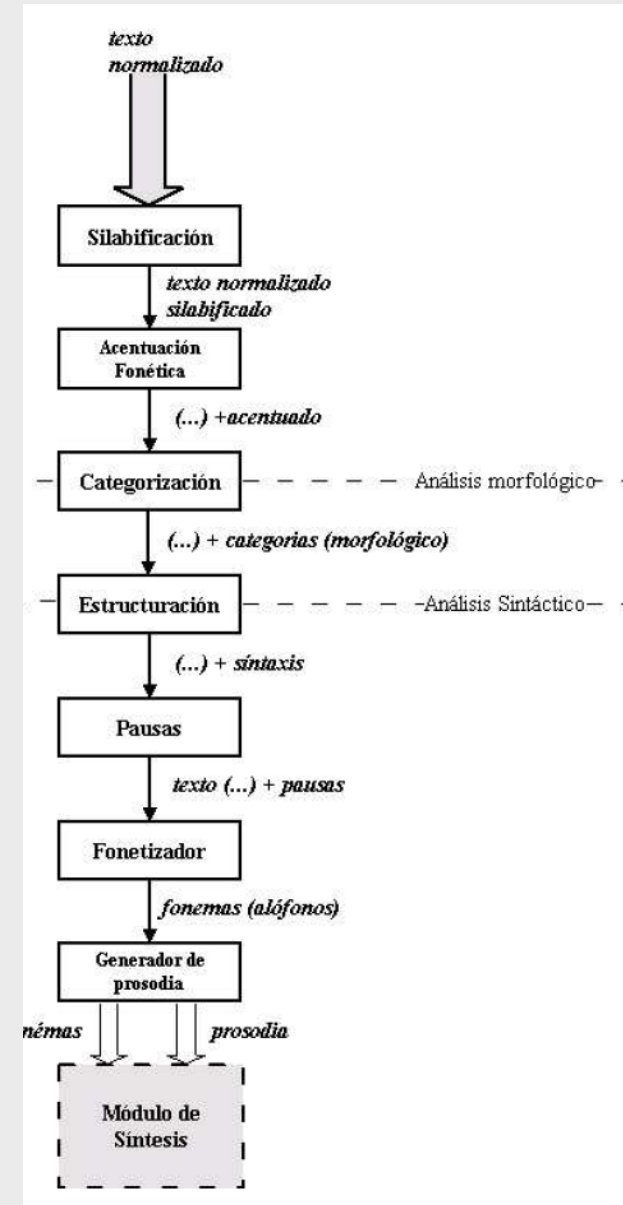 texto
normalizado
Silabificación
texto normalizado
silabificado
Acentuación
Fonética
(...) +acentuado
Categorización
Análisis morfológico
(...) + categorias (morfológico)
Estructuración
Análisis Sintáctico
(...) + síntaxis
Pausas
texto (...) + pausas
Fonetizador
fonemas (alófonos)
Generador de
prosodia
némas
prosodia
Módulo de
Síntesis